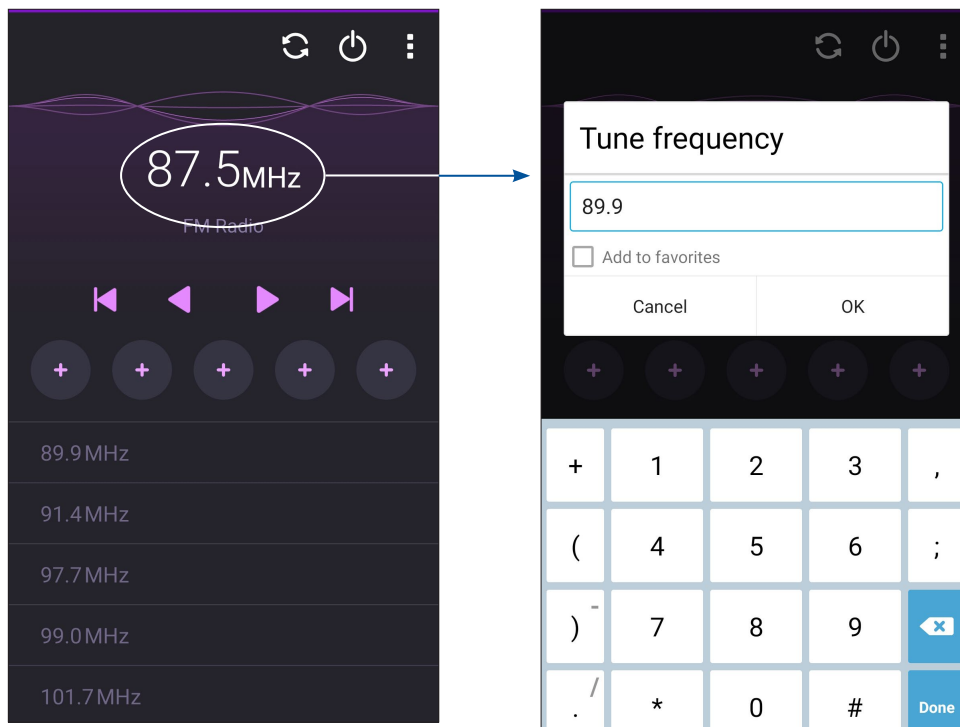 87.5MHz
FM Radio
89.9MHz
91.4MHz
97.7MHz
99.0MHz
101.7MHz
Tune frequency
89.9
Add to favorites
Cancel OK
+ 1 2 3 ,
( 4 5 6 ;
) - 7 8 9
. / * 0 # Done